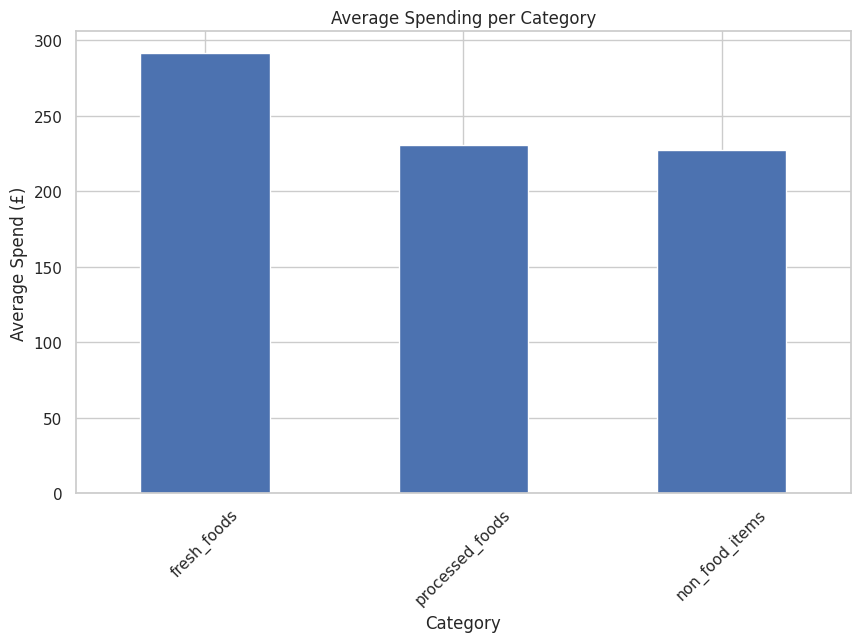 Average Spending per Category
300
250
200
150
100
50
0
Average Spend (£)
fresh_foods
processed_foods
non_food_items
Category